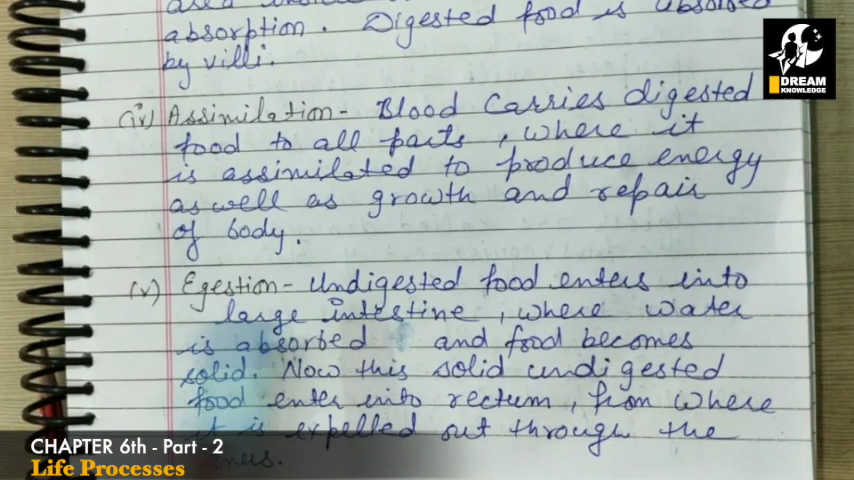 absorption. Digested food is absorbed
by villi.
DREAM
KNOWLEDGE
(iv) Assimilation - Blood Carries digested
food to all parts, where it
is assimilated to produce energy
as well as growth and repair
of body.
(v) Egestion - Undigested food enters into
large intestine, where water
is absorbed and food becomes
solid. Now this solid undigested
food enter into rectum, from where
it is expelled out through the
CHAPTER 6th - Part - 2
Life Processes